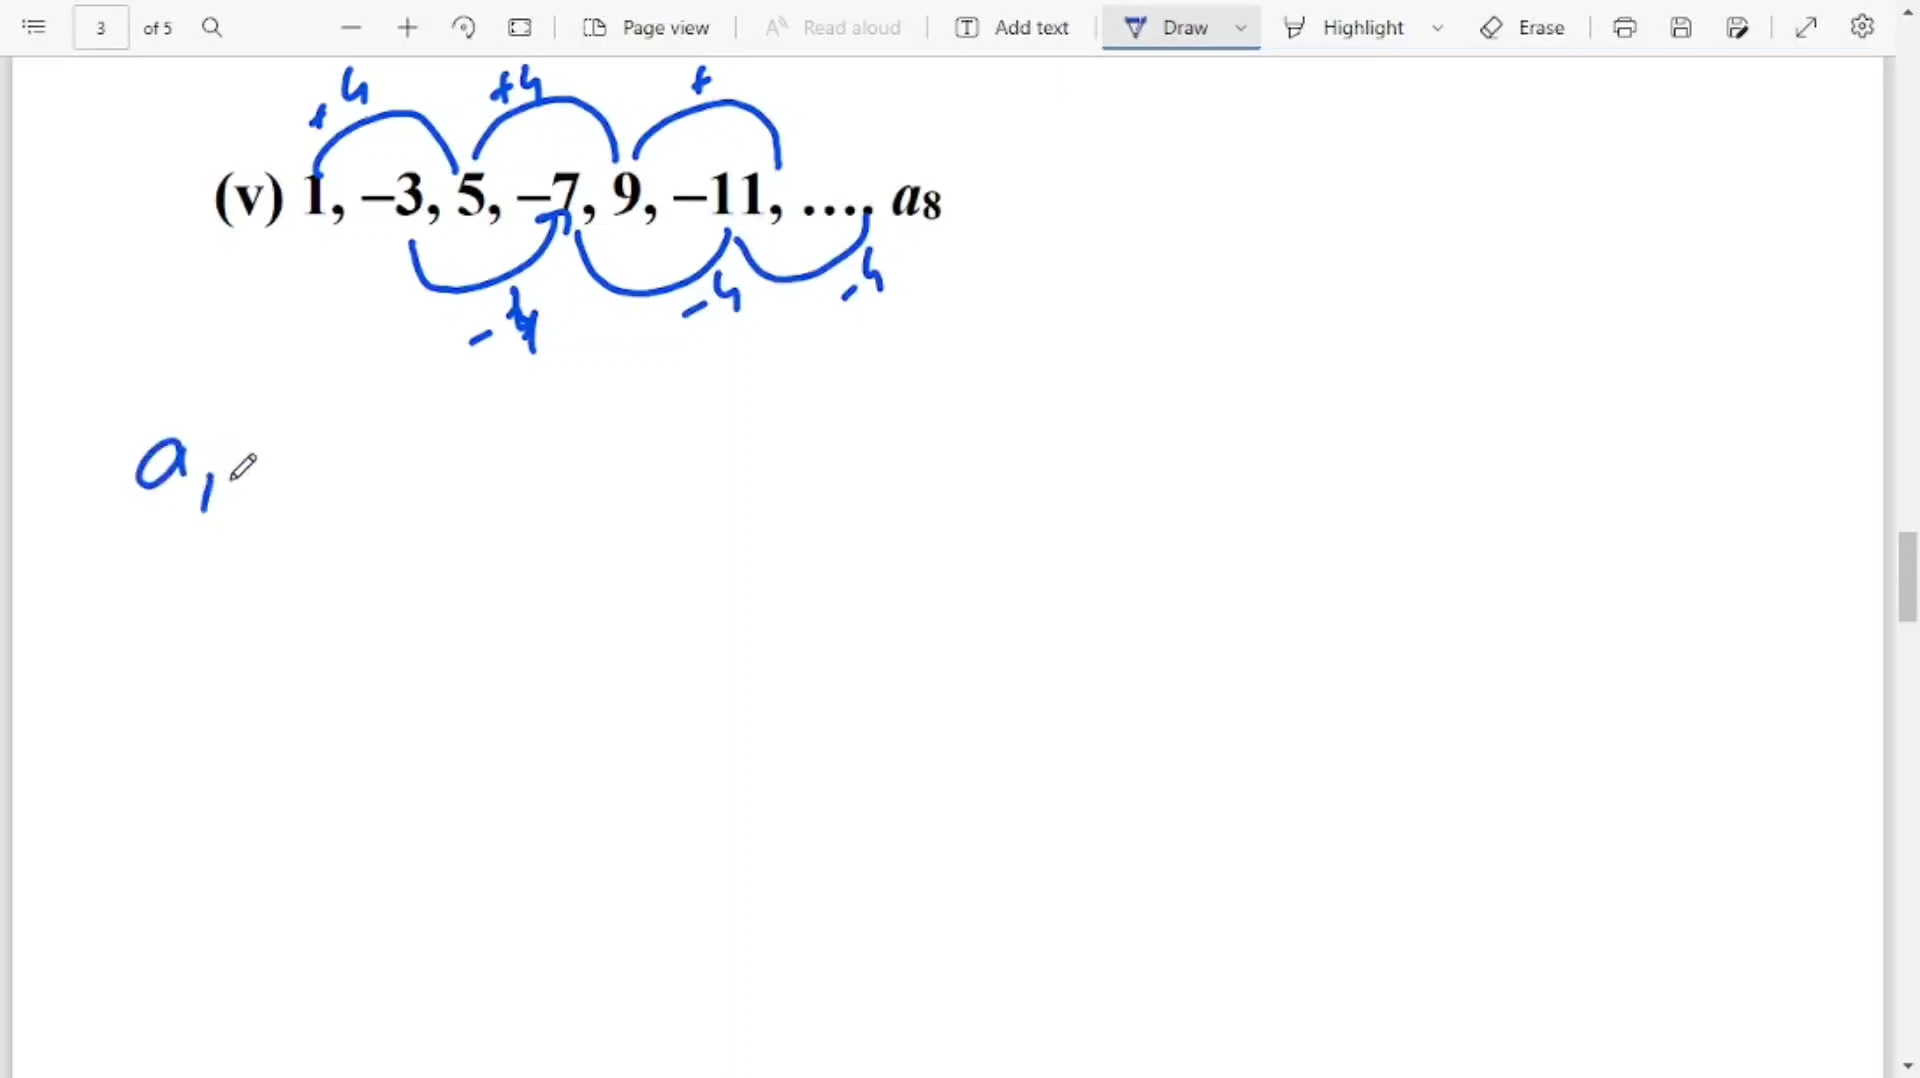 3 of 5 Page view Read aloud Add text Draw Highlight Erase
+4 +4 +
(v) 1, −3, 5, −7, 9, −11, …, a₈
-4 -4 -4
a₁